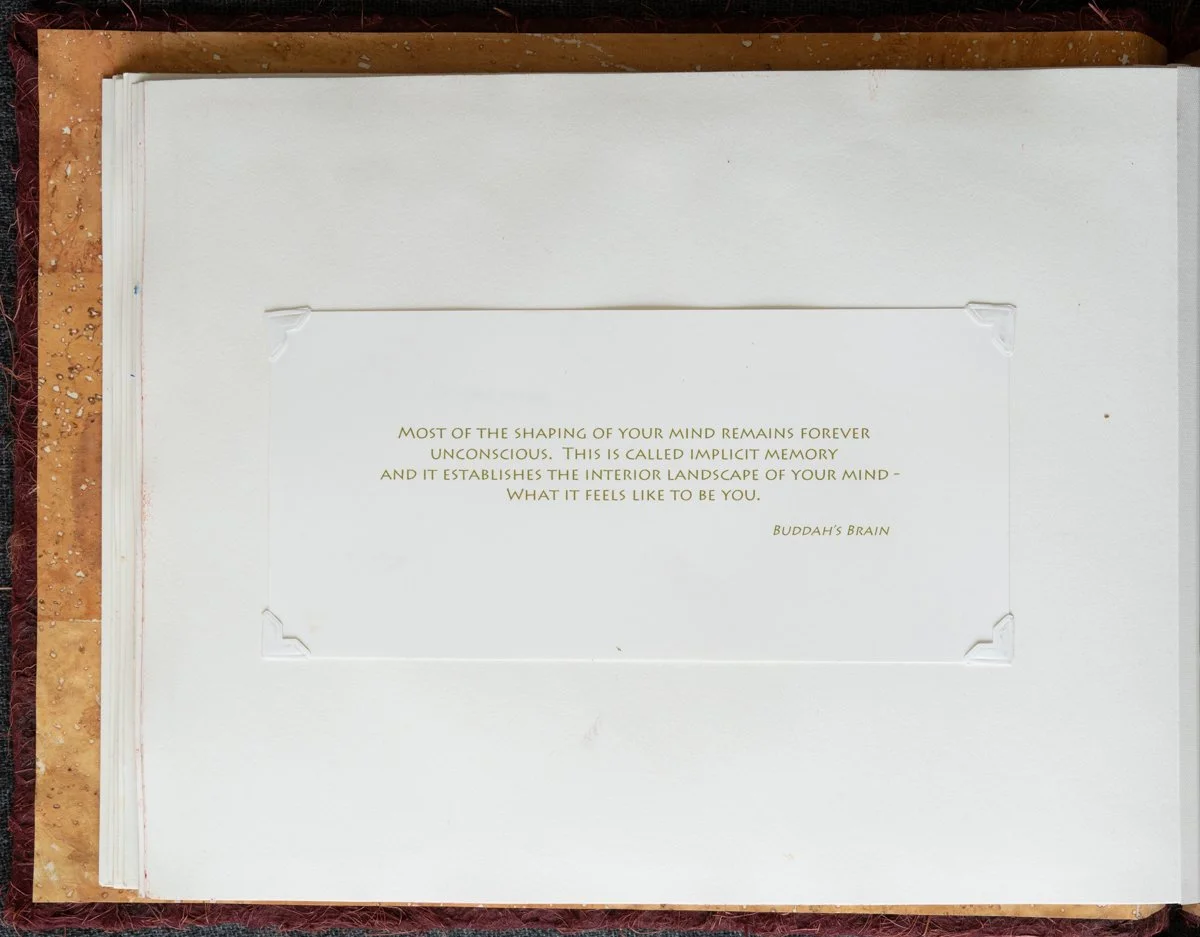 Most of the shaping of your mind remains forever
unconscious.  This is called implicit memory
and it establishes the interior landscape of your mind -
What it feels like to be you.
Buddah's Brain